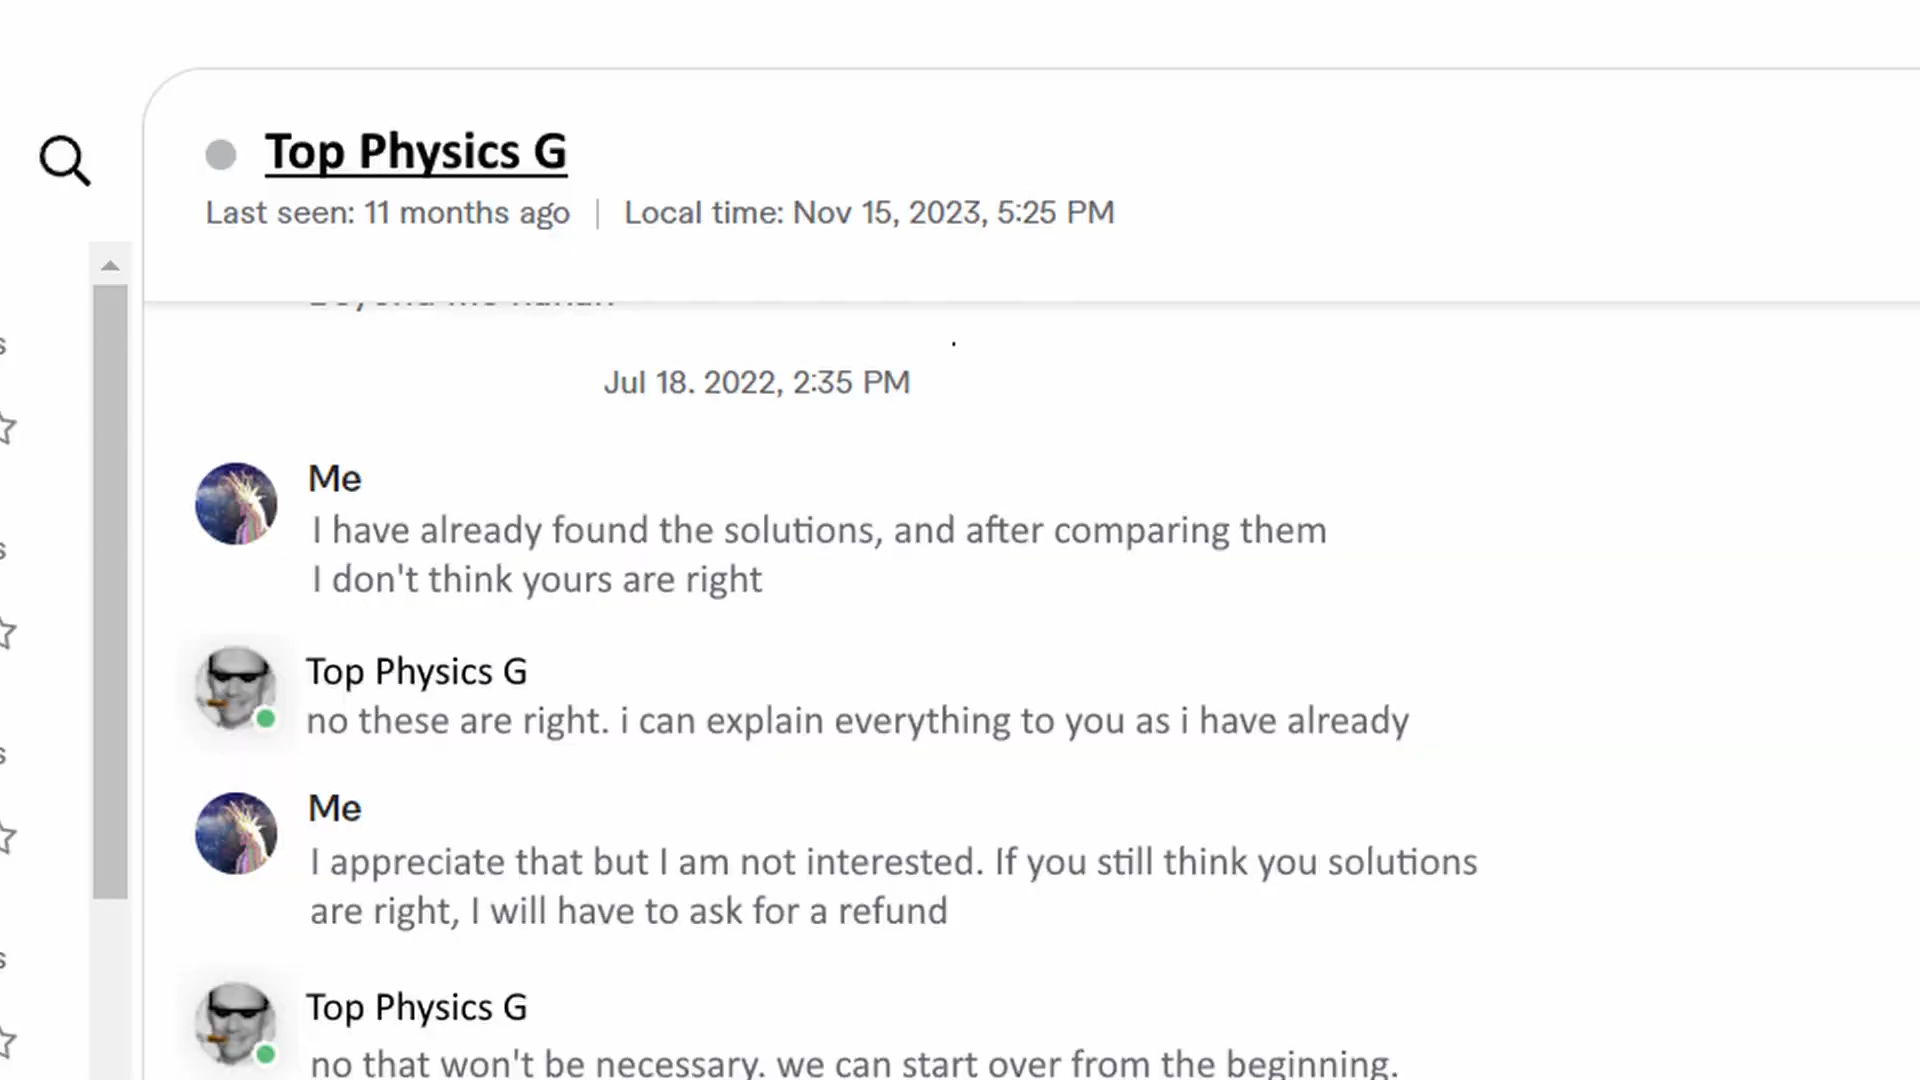 Top Physics G
Last seen: 11 months ago | Local time: Nov 15, 2023, 5:25 PM
Jul 18. 2022, 2:35 PM
Me
I have already found the solutions, and after comparing them
I don't think yours are right
Top Physics G
no these are right. i can explain everything to you as i have already
Me
I appreciate that but I am not interested. If you still think you solutions
are right, I will have to ask for a refund
Top Physics G
no that won't be necessary. we can start over from the beginning.